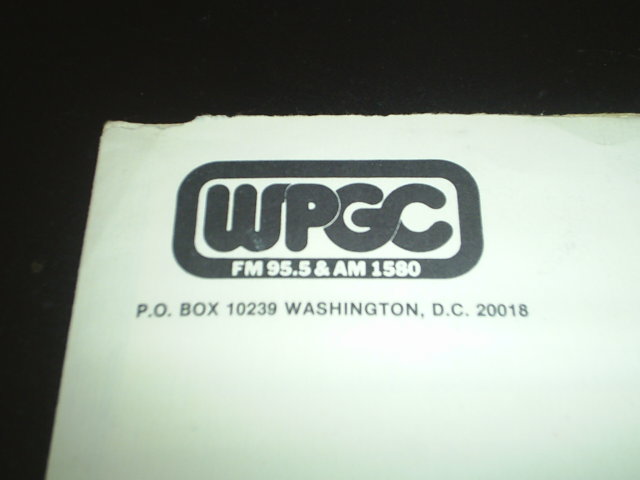 WPGC
FM 95.5 & AM 1580
P.O. BOX 10239 WASHINGTON, D.C. 20018